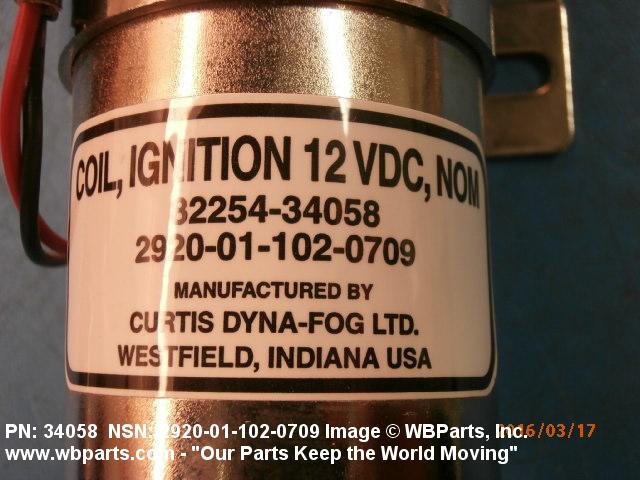 COIL, IGNITION 12 VDC, NOM
82254-34058
2920-01-102-0709
MANUFACTURED BY
CURTIS DYNA-FOG LTD.
WESTFIELD, INDIANA USA
PN: 34058 NSN: 2920-01-102-0709 Image © WBParts, Inc.
2016/03/17
www.wbparts.com - "Our Parts Keep the World Moving"